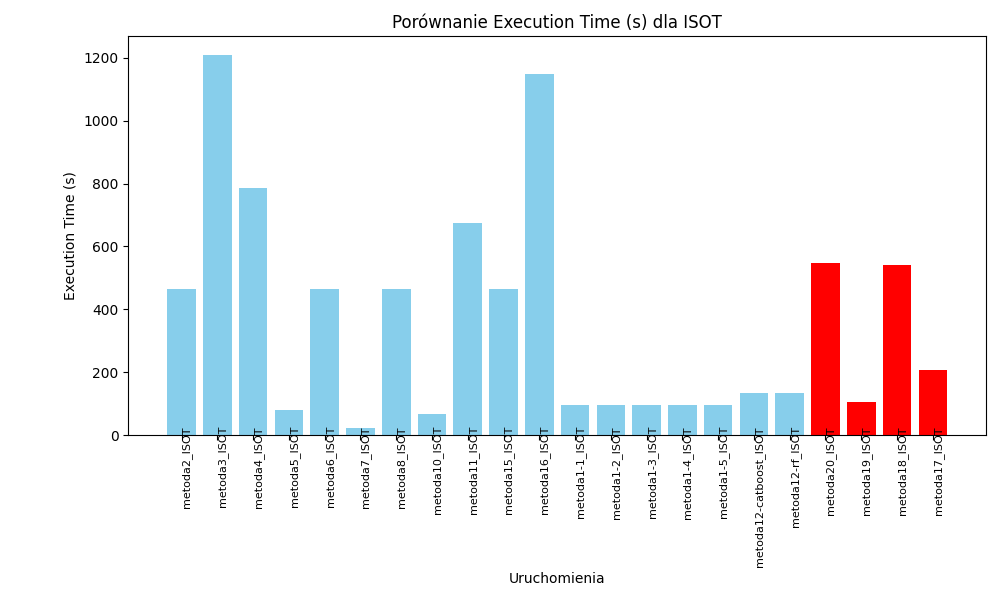 Porównanie Execution Time (s) dla ISOT
Execution Time (s)
1200
1000
800
600
400
200
0
metoda2_ISOT
metoda3_ISOT
metoda4_ISOT
metoda5_ISOT
metoda6_ISOT
metoda7_ISOT
metoda8_ISOT
metoda10_ISOT
metoda11_ISOT
metoda15_ISOT
metoda16_ISOT
metoda1-1_ISOT
metoda1-2_ISOT
metoda1-3_ISOT
metoda1-4_ISOT
metoda1-5_ISOT
metoda12-catboost_ISOT
metoda12-rf_ISOT
metoda20_ISOT
metoda19_ISOT
metoda18_ISOT
metoda17_ISOT
Uruchomienia